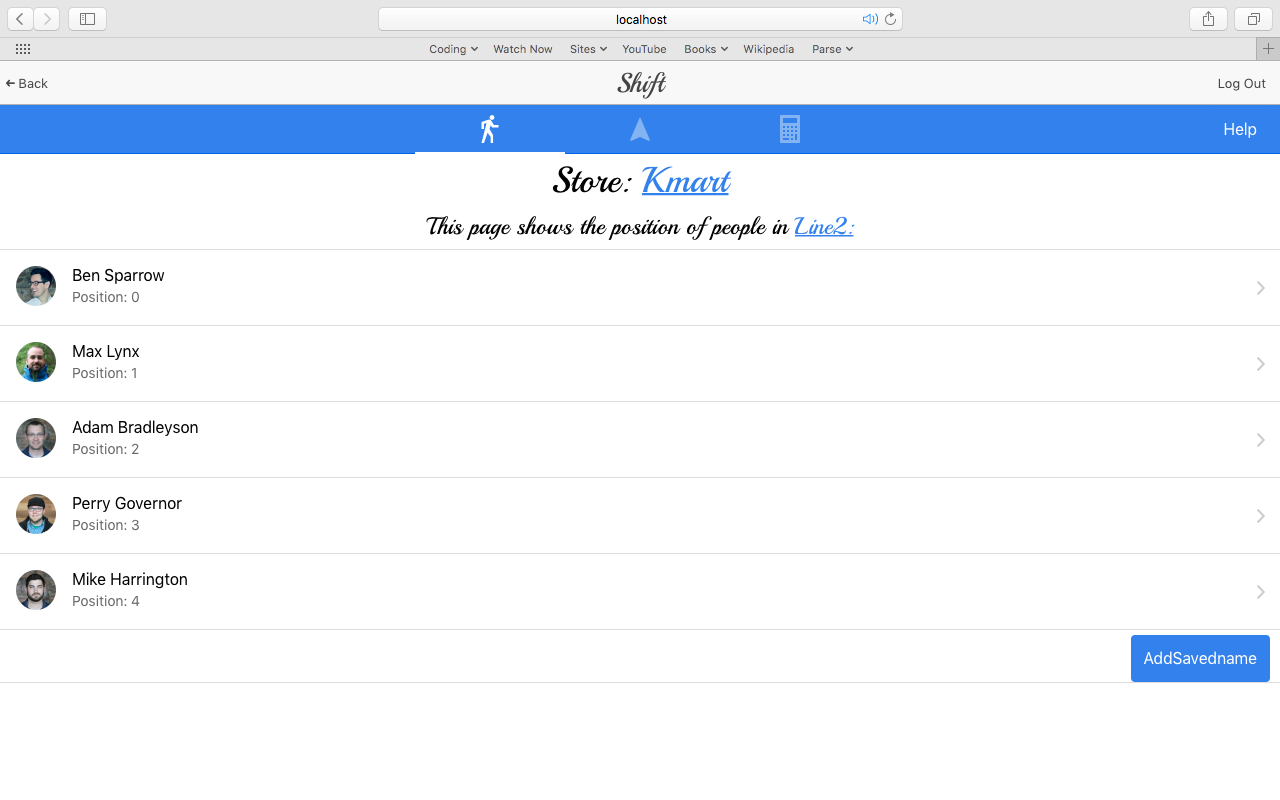 localhost
Coding Watch Now Sites YouTube Books Wikipedia Parse
Back Shift Log Out
Help
Store: Kmart
This page shows the position of people in Line2:
Ben Sparrow
Position: 0
Max Lynx
Position: 1
Adam Bradleyson
Position: 2
Perry Governor
Position: 3
Mike Harrington
Position: 4
AddSavedname